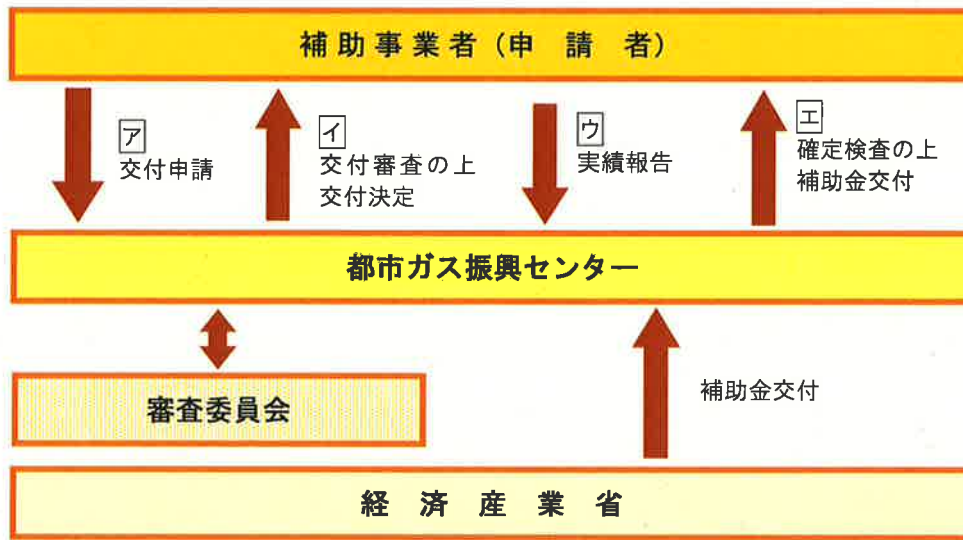 補助事業者(申 請 者)
ア
交付申請
イ
交付審査の上
交付決定
ウ
実績報告
エ
確定検査の上
補助金交付
都市ガス振興センター
審査委員会
補助金交付
経 済 産 業 省